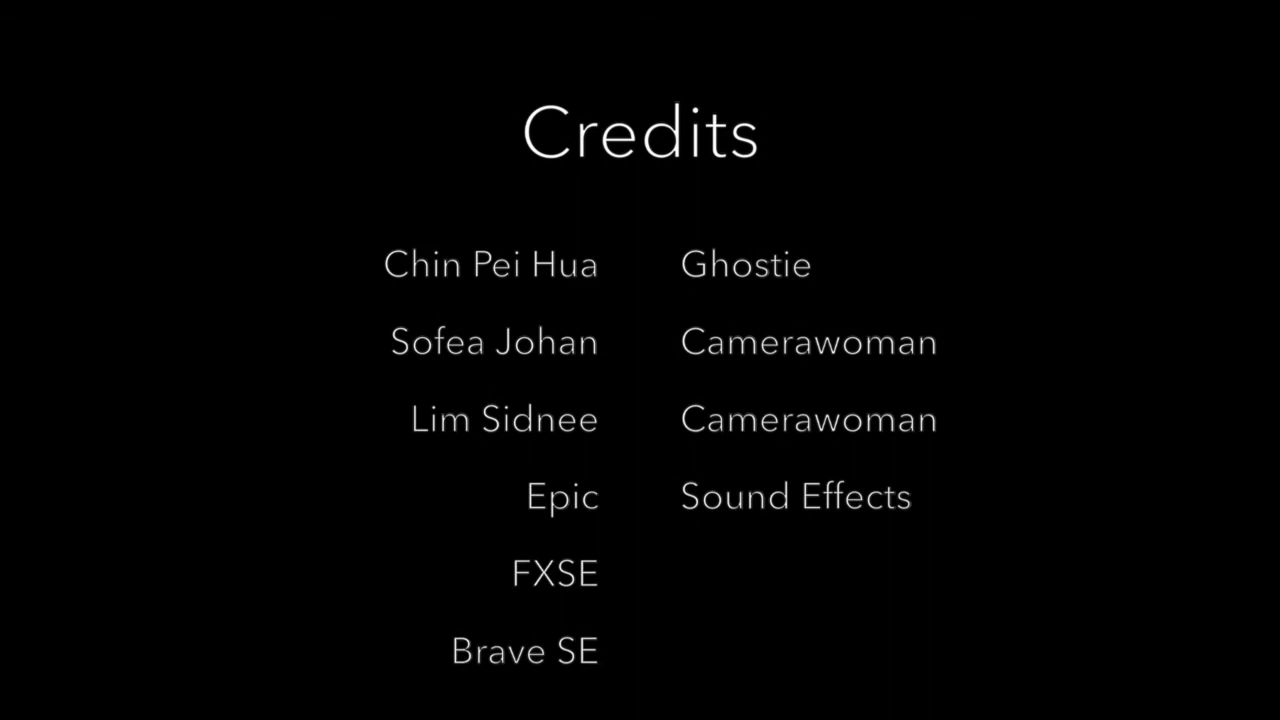 Credits
Chin Pei Hua Ghostie
Sofea Johan Camerawoman
Lim Sidnee Camerawoman
Epic Sound Effects
FXSE
Brave SE